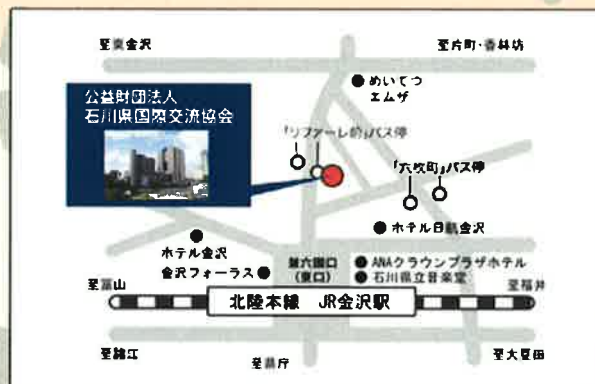 至東金沢
至片町・香林坊
めいてつ
エムザ
公益財団法人
石川県国際交流協会
「リファーレ前」バス停
「六枚町」バス停
ホテル日航金沢
ホテル金沢
金沢フォーラス
兼六園口
(東口)
ANAクラウンプラザホテル
石川県立音楽堂
至富山
至福井
北陸本線 JR金沢駅
至諸江
至県庁
至大豆田